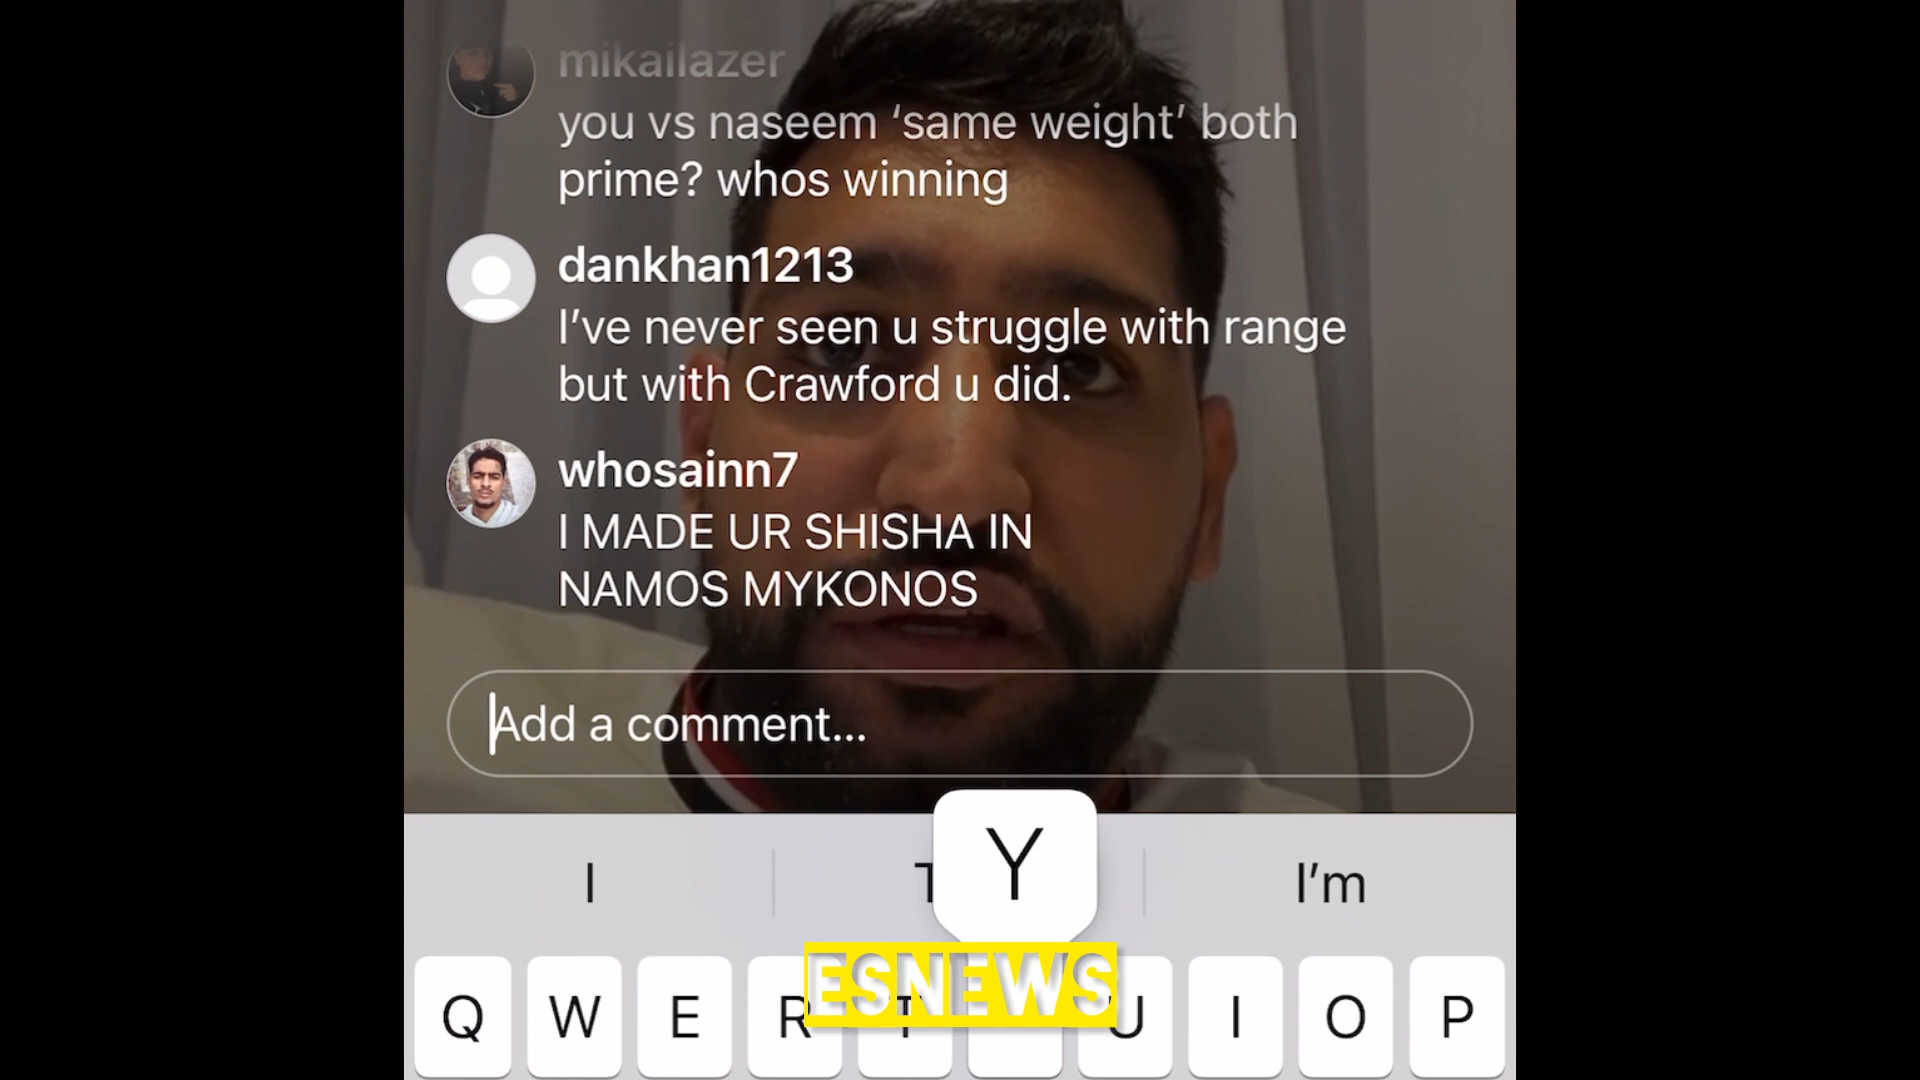 mikailazer
you vs naseem ‘same weight’ both
prime? whos winning
dankhan1213
I’ve never seen u struggle with range
but with Crawford u did.
whosainn7
I MADE UR SHISHA IN
NAMOS MYKONOS
Add a comment...
I
I’m
Y
ESNEWS
Q W E R T U I O P